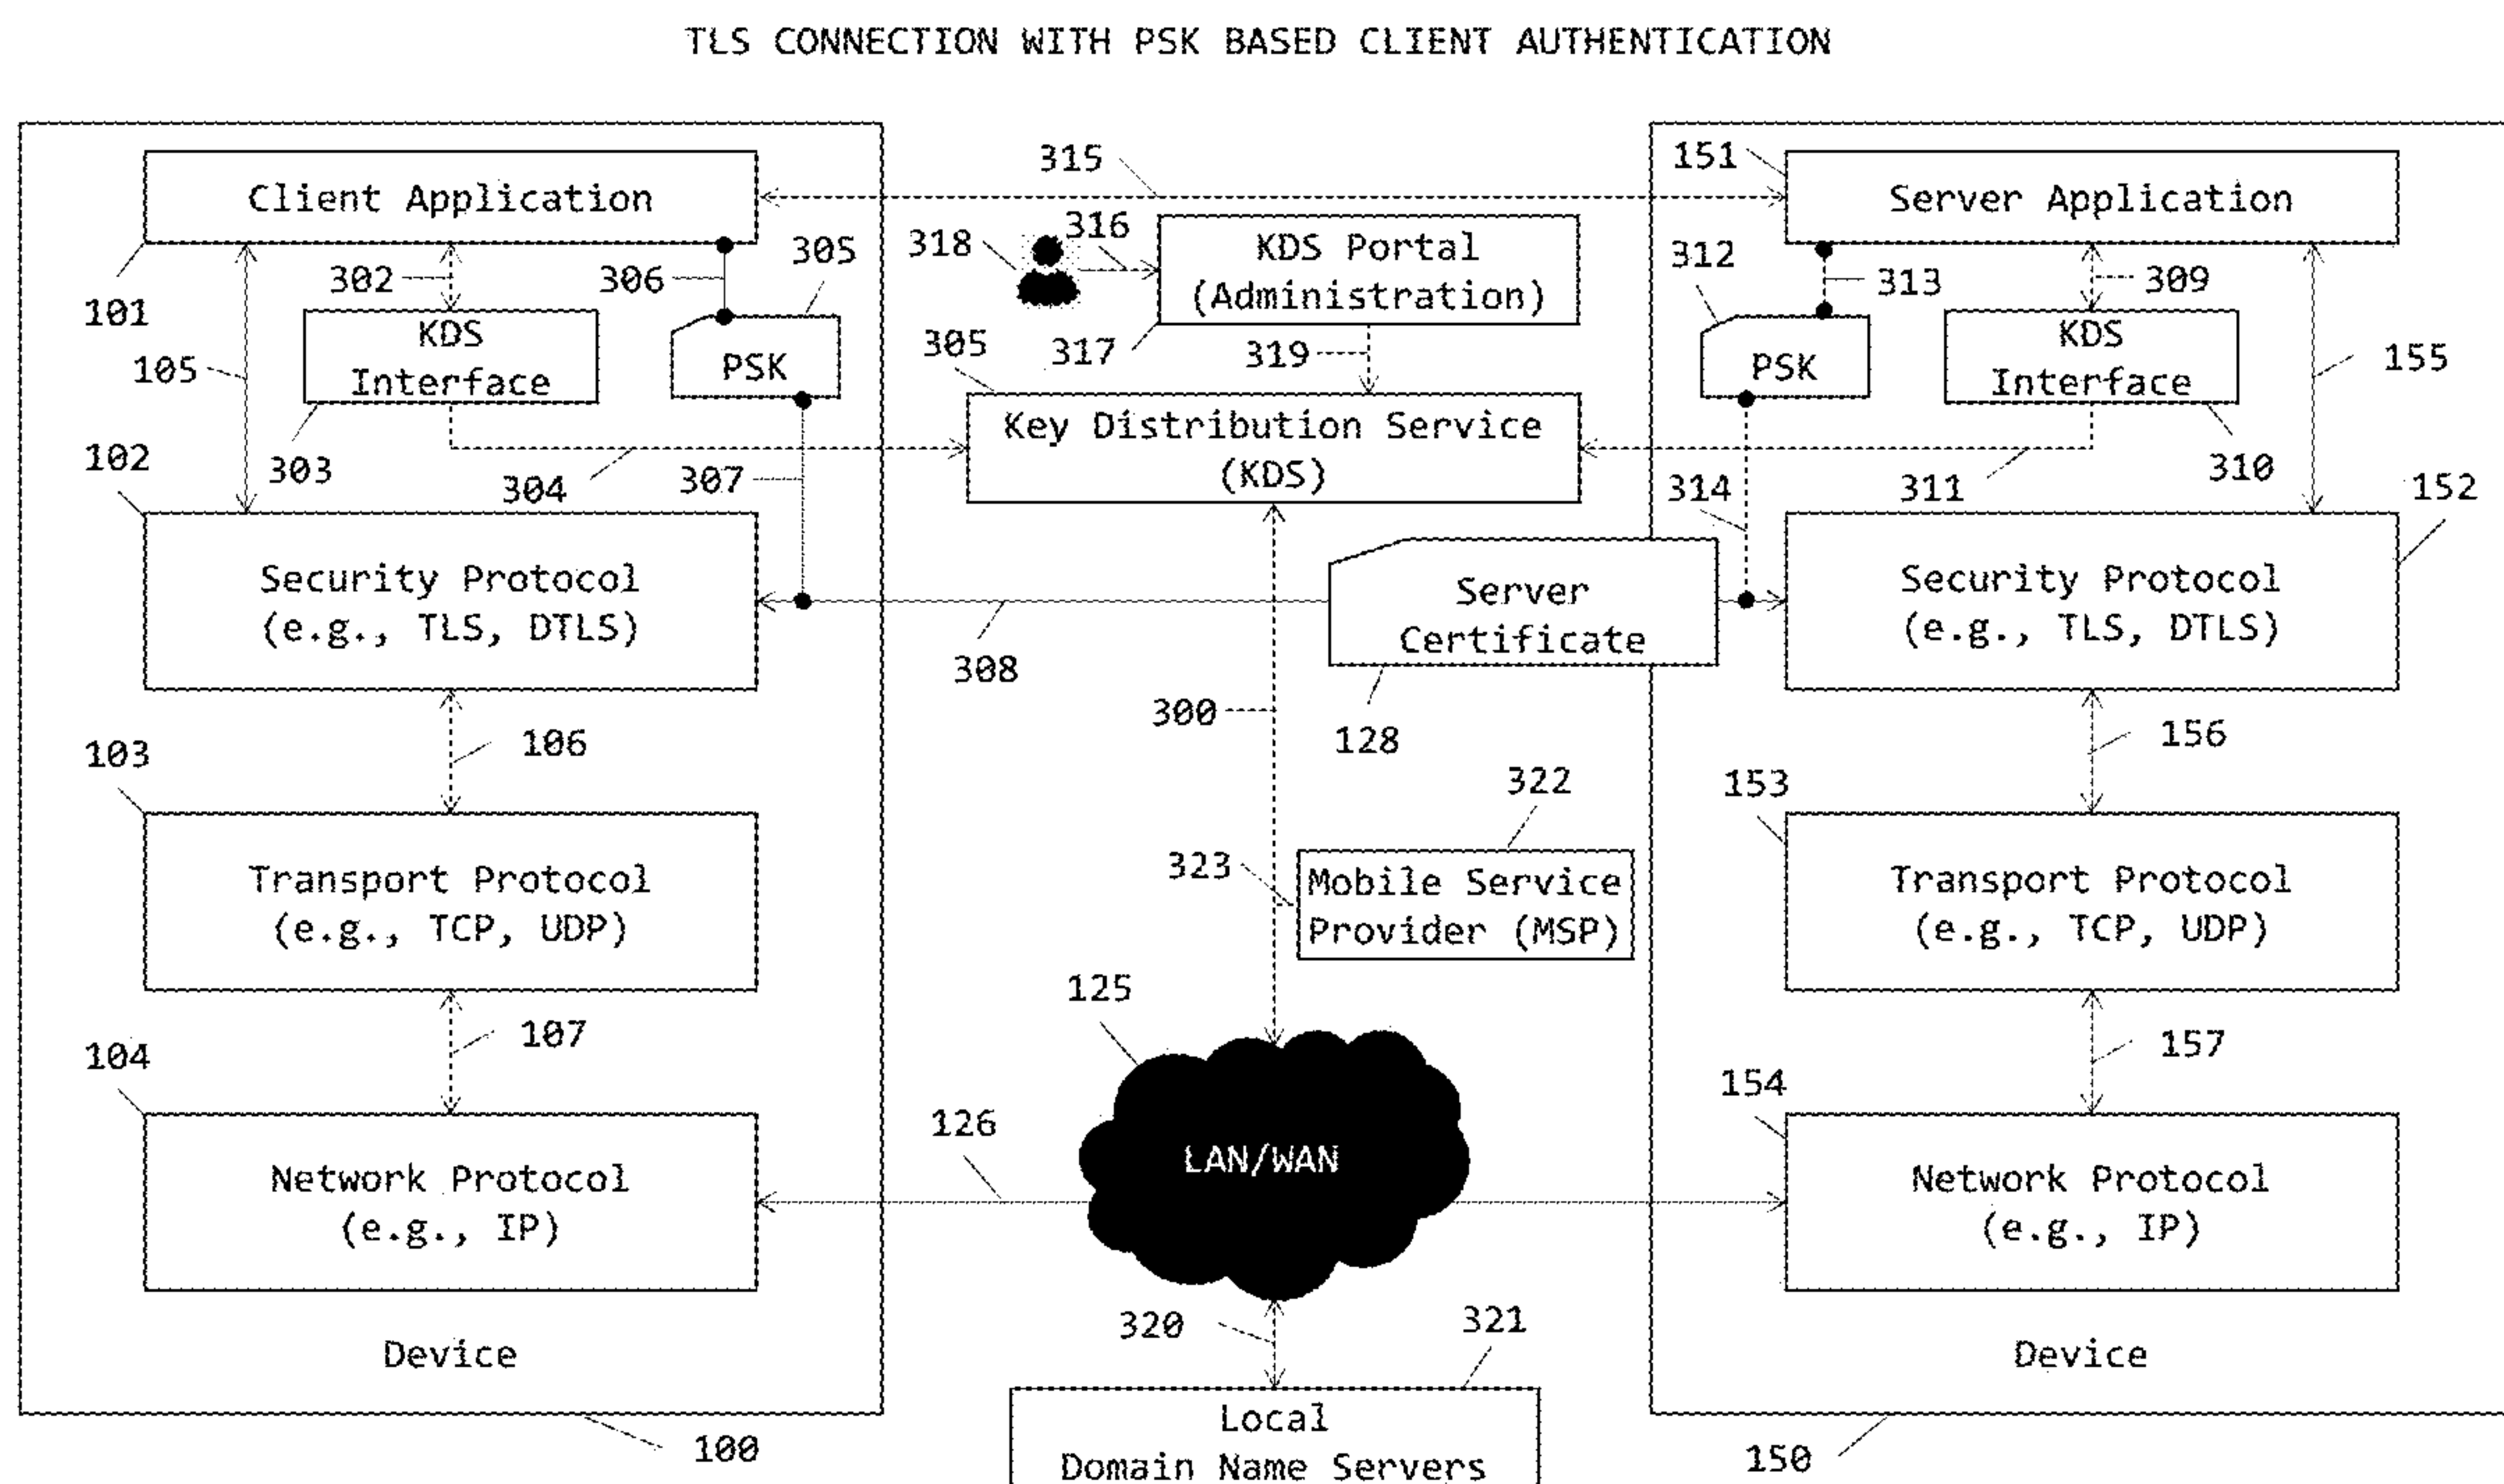 TLS CONNECTION WITH PSK BASED CLIENT AUTHENTICATION
315
151
Client Application
Server Application
318
316
305
312
KDS Portal
(Administration)
302
306
313
309
101
KDS
Interface
PSK
105
305
317
319
PSK
KDS
Interface
155
Key Distribution Service
(KDS)
102
303
304
307
314
311
310
152
Security Protocol
(e.g., TLS, DTLS)
Server
Certificate
Security Protocol
(e.g., TLS, DTLS)
308
300
128
106
156
103
322
153
323
Mobile Service
Provider (MSP)
Transport Protocol
(e.g., TCP, UDP)
Transport Protocol
(e.g., TCP, UDP)
125
107
157
104
154
126
LAN/WAN
Network Protocol
(e.g., IP)
Network Protocol
(e.g., IP)
320
321
Device
Device
Local
Domain Name Servers
100
150